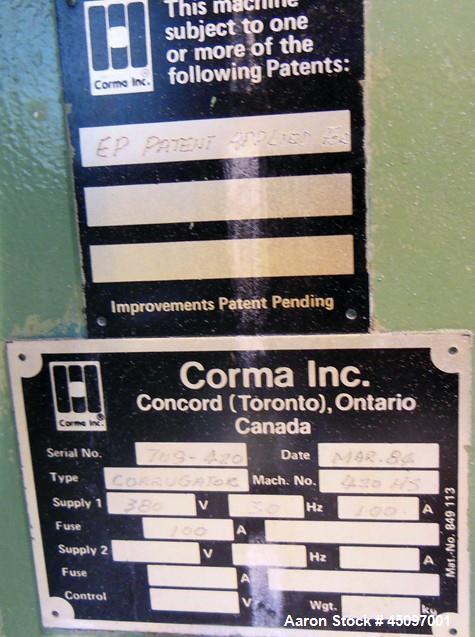 This machine
subject to one
or more of the
following Patents:
Corma Inc.®
EP PATENT APPLIED
Improvements Patent Pending
Corma Inc.
Concord (Toronto), Ontario
Canada
Corma Inc.®
Serial No. Date MAR. 84
Type CORRUGATOR Mach. No. 420 HS
Supply 1 380 V 50 Hz 100 A
Fuse 100 A
Supply 2 V Hz A
Fuse A
Control V Wgt.
Mat.-No. 849 113
Aaron Stock # 45097001